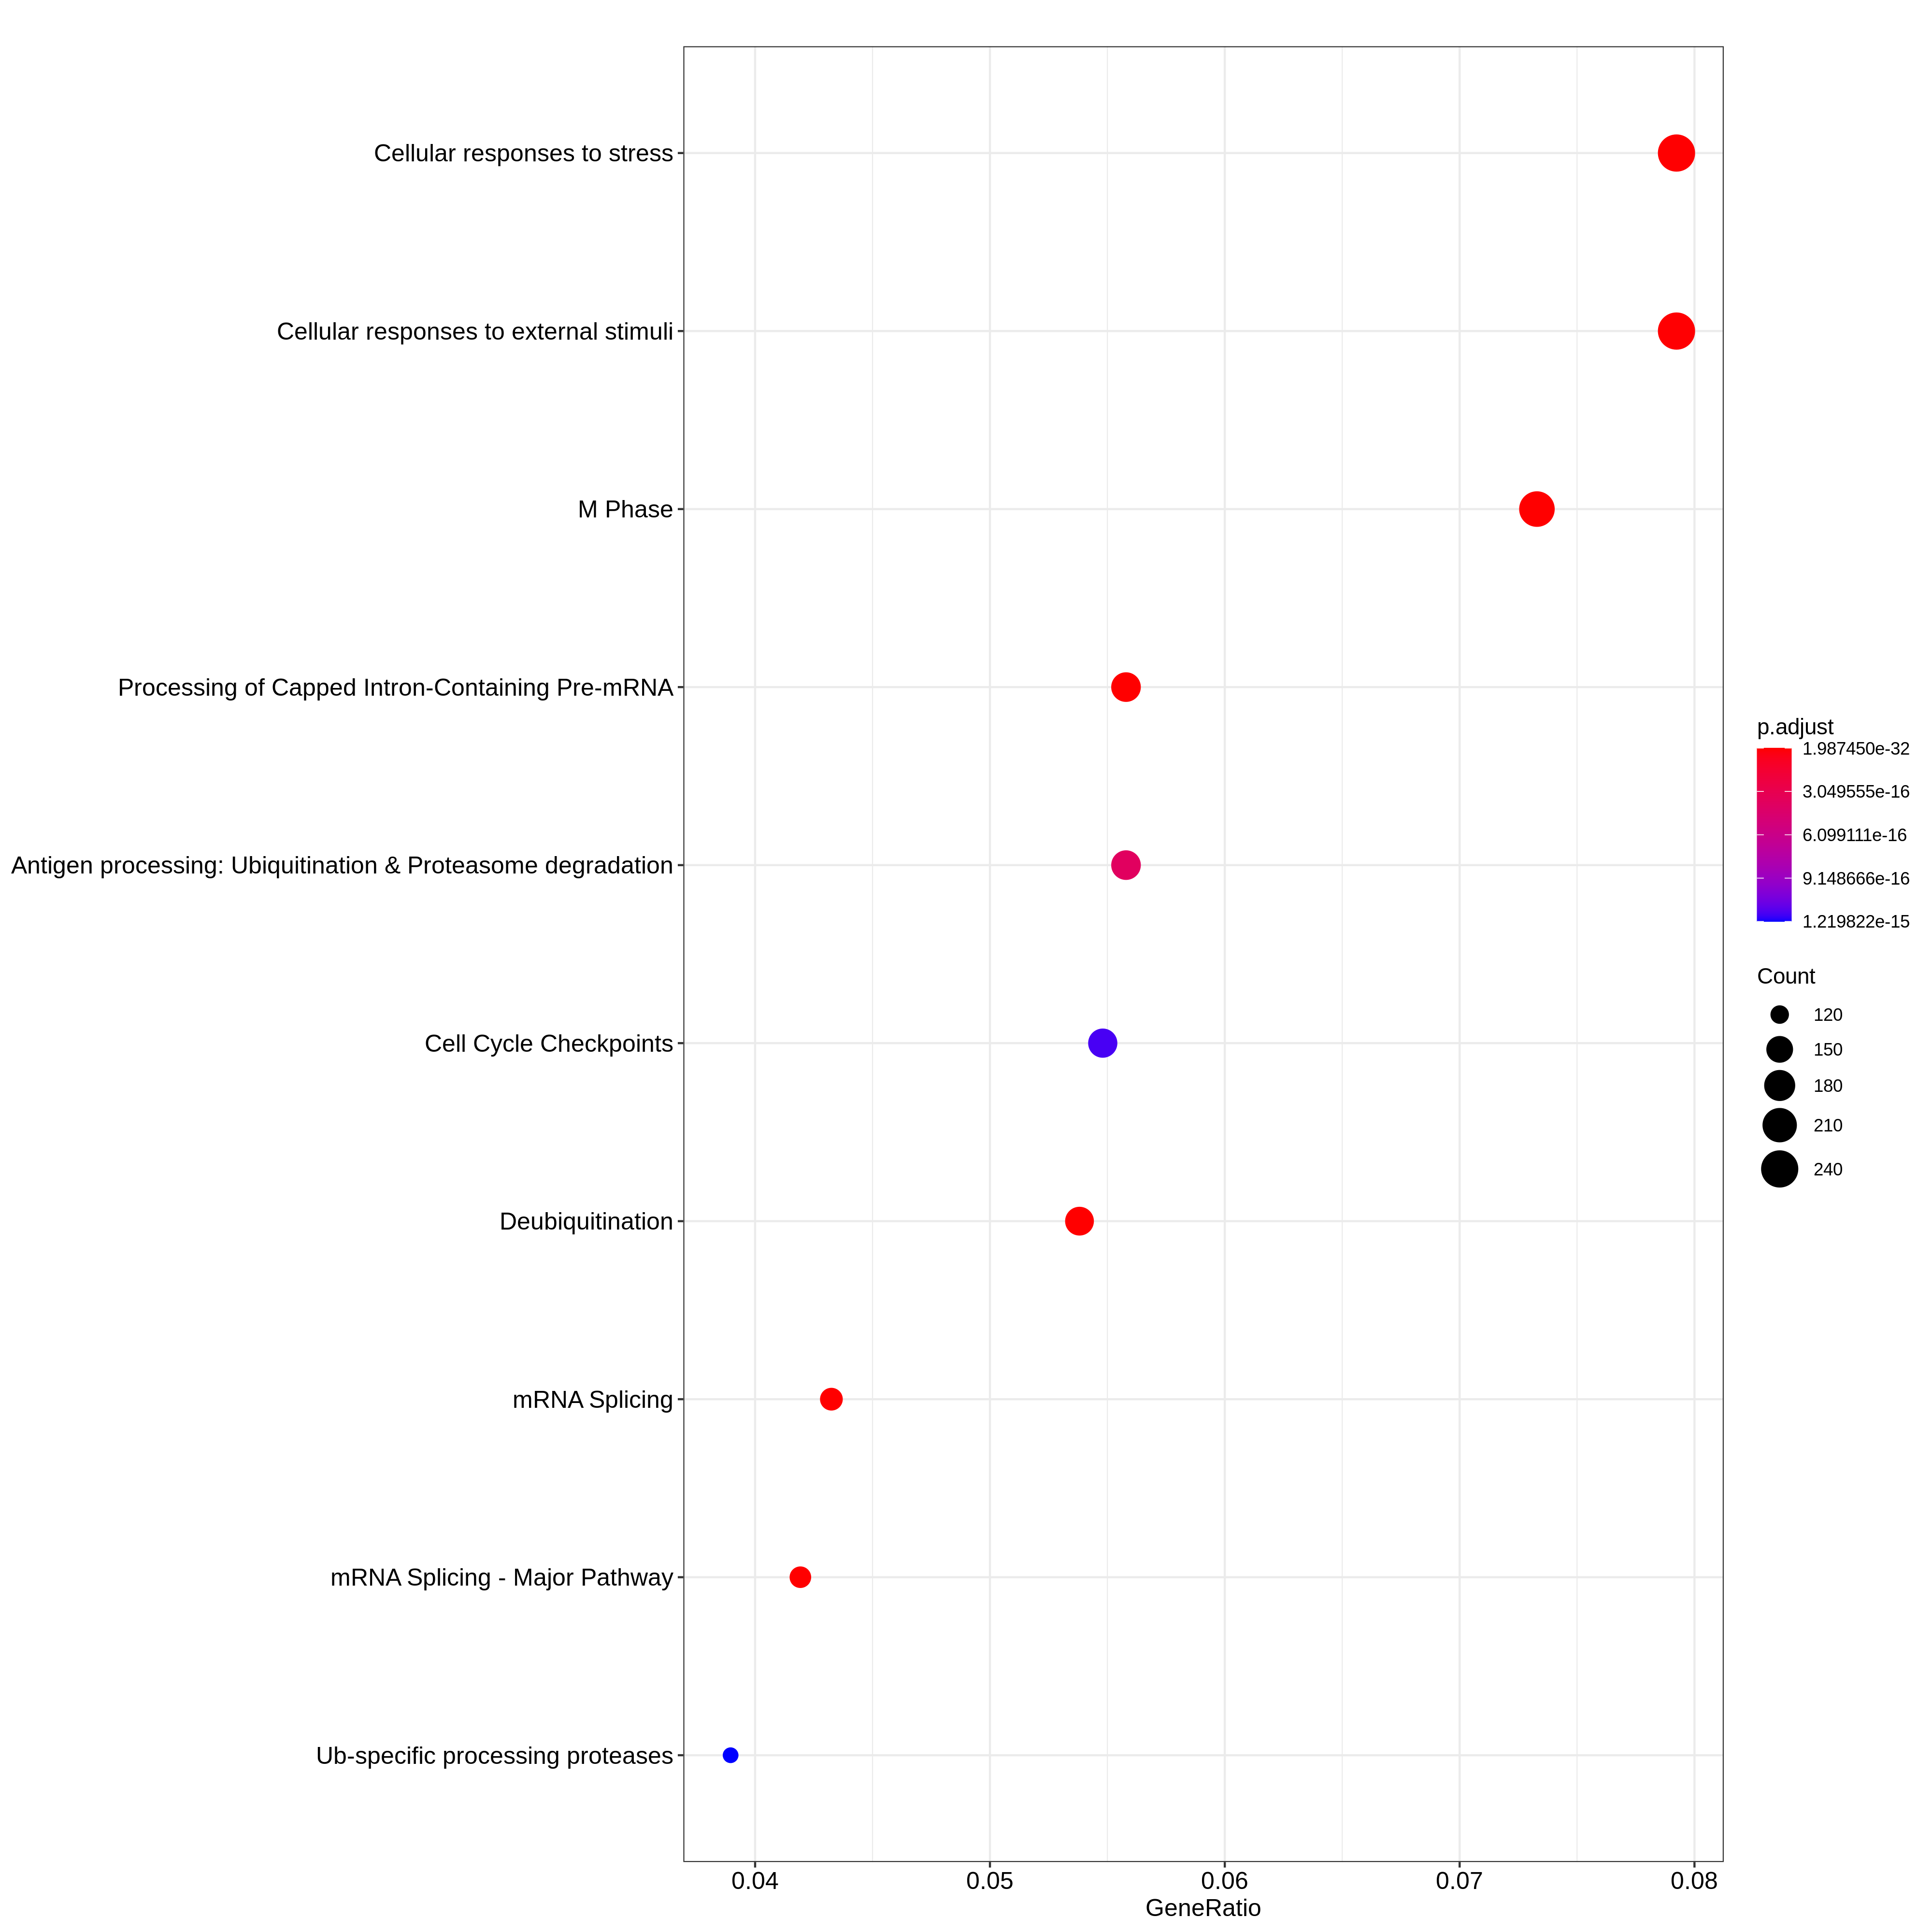 Cellular responses to stress
Cellular responses to external stimuli
M Phase
Processing of Capped Intron-Containing Pre-mRNA
Antigen processing: Ubiquitination & Proteasome degradation
Cell Cycle Checkpoints
Deubiquitination
mRNA Splicing
mRNA Splicing - Major Pathway
Ub-specific processing proteases
0.04 0.05 0.06 0.07 0.08
GeneRatio
p.adjust
1.987450e-32
3.049555e-16
6.099111e-16
9.148666e-16
1.219822e-15
Count
120
150
180
210
240